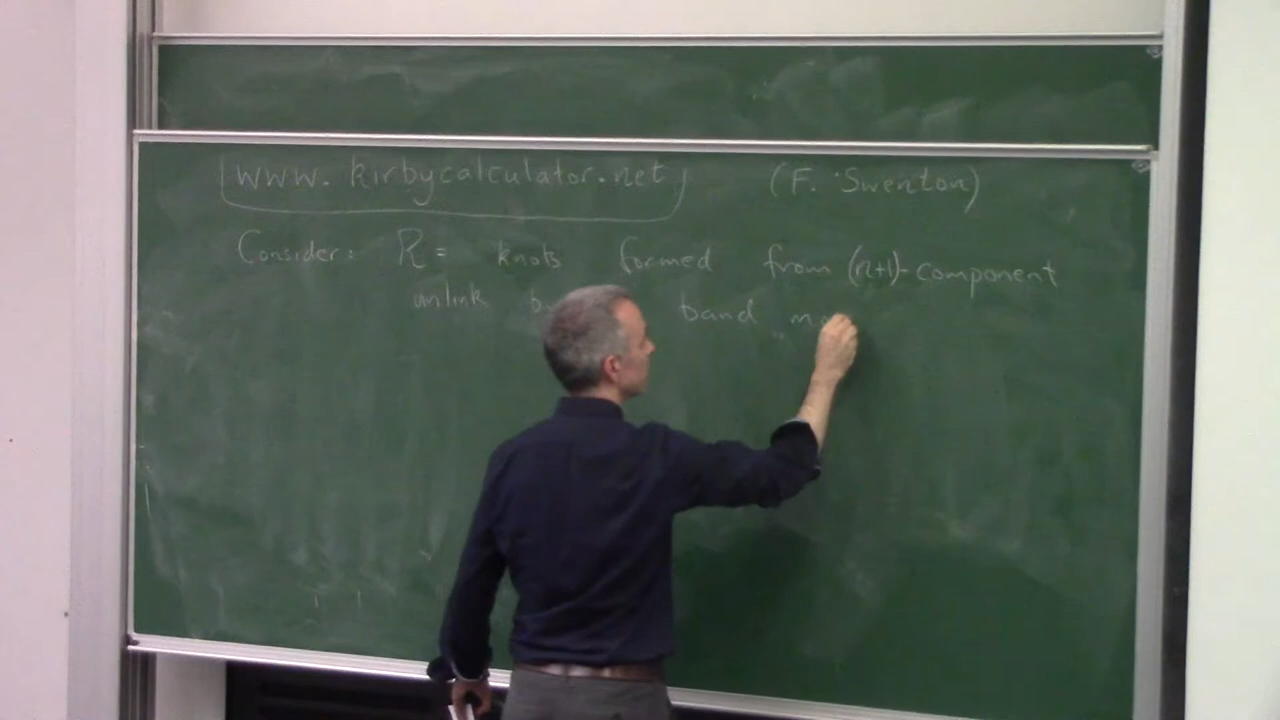 www.kirbycalculator.net (F. Swenton)
Consider: R = knots formed from (n+1)-component
unlink band